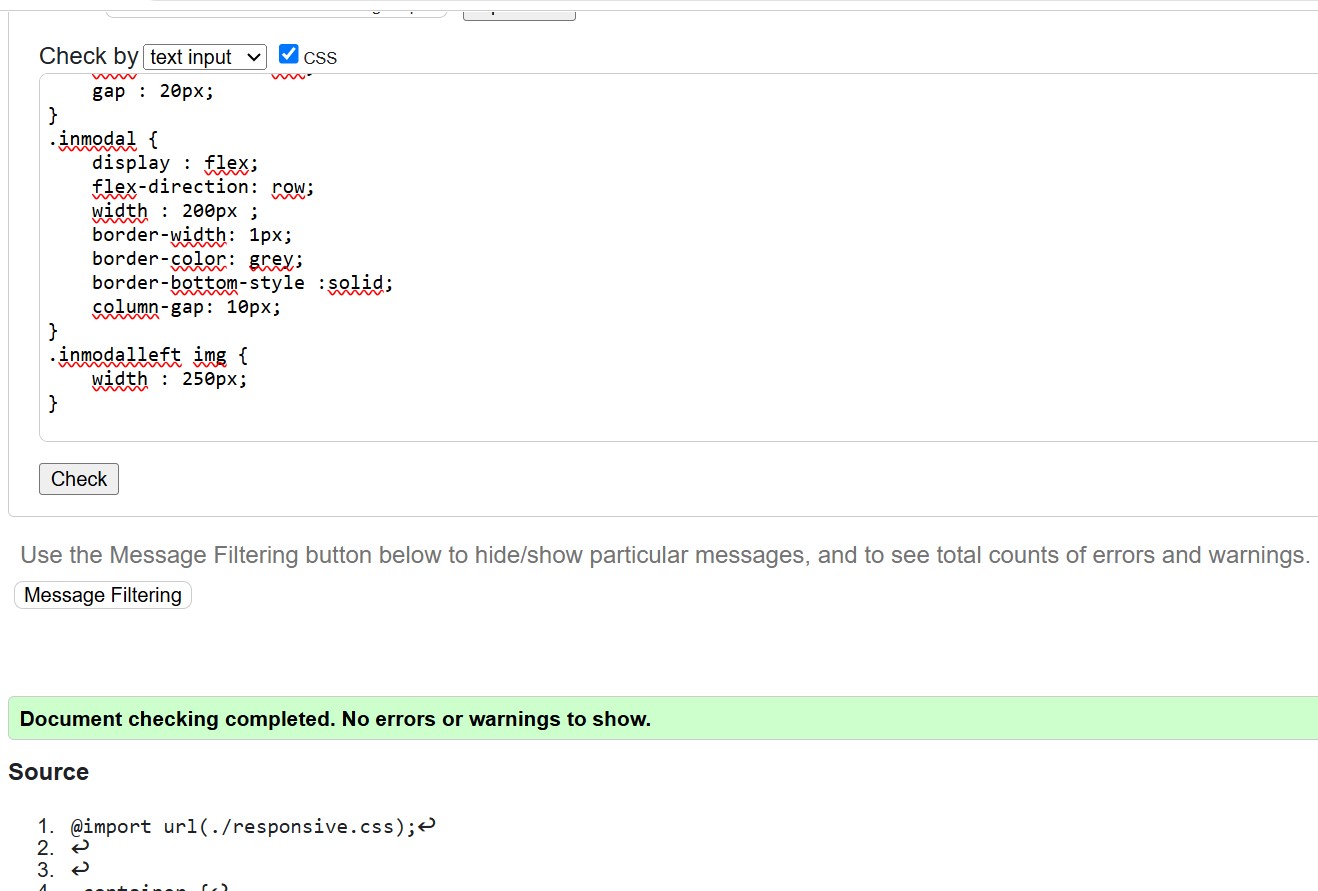 Check by text input CSS
gap : 20px;
}
.inmodal {
display : flex;
flex-direction: row;
width : 200px ;
border-width: 1px;
border-color: grey;
border-bottom-style :solid;
column-gap: 10px;
}
.inmodalleft img {
width : 250px;
}
Check
Use the Message Filtering button below to hide/show particular messages, and to see total counts of errors and warnings.
Message Filtering
Document checking completed. No errors or warnings to show.
Source
1. @import url(./responsive.css);↩
2. ↩
3. ↩